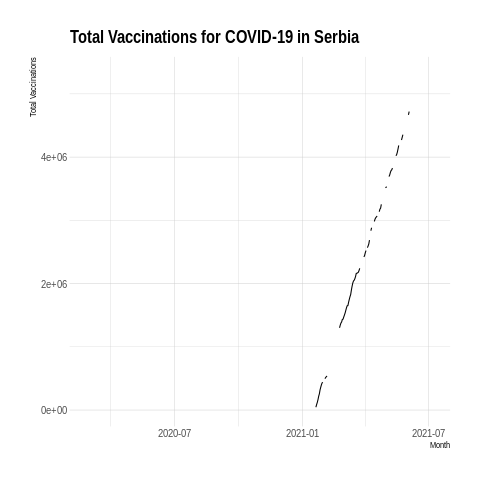 Total Vaccinations for COVID-19 in Serbia
Total Vaccinations
4e+06
2e+06
0e+00
2020-07
2021-01
2021-07
Month